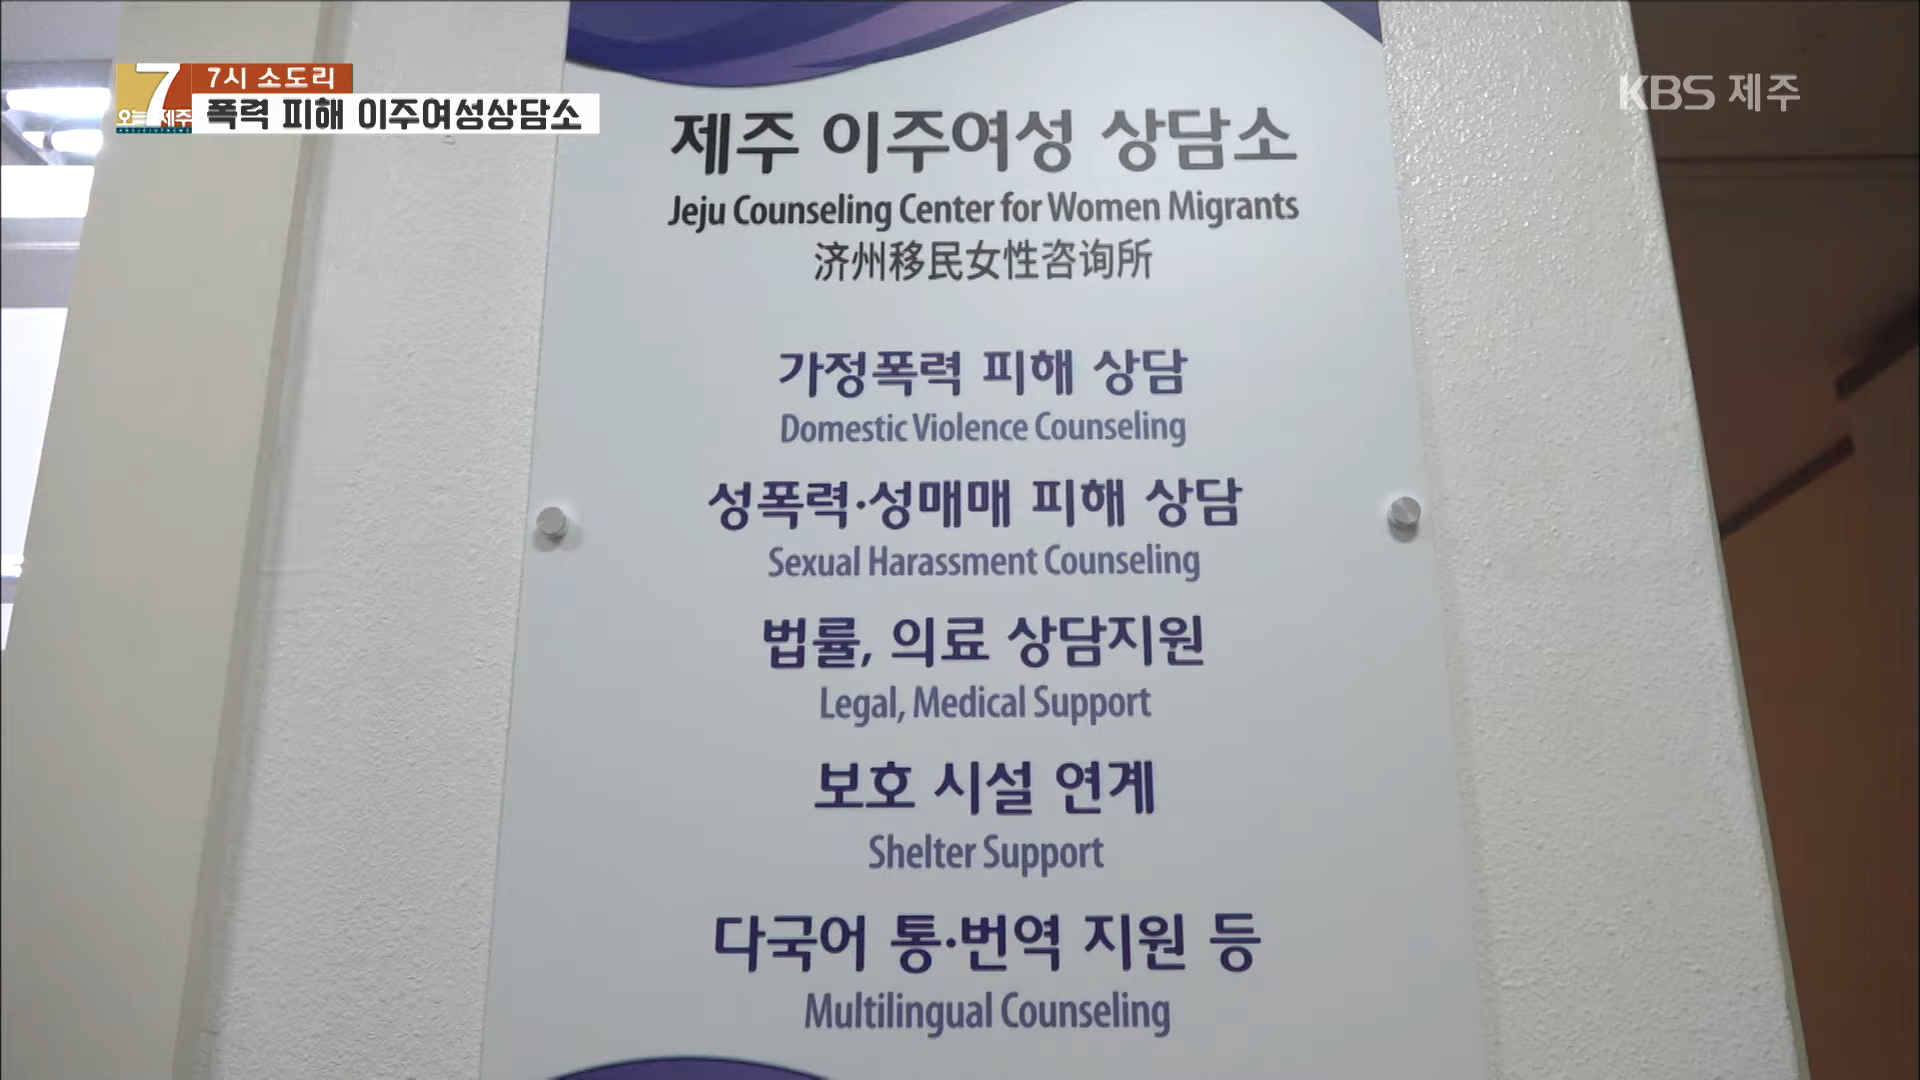 7시 소도리
7 오늘 제주
폭력 피해 이주여성상담소
KBS 제주
제주 이주여성 상담소
Jeju Counseling Center for Women Migrants
济州移民女性咨询所
가정폭력 피해 상담
Domestic Violence Counseling
성폭력·성매매 피해 상담
Sexual Harassment Counseling
법률, 의료 상담지원
Legal, Medical Support
보호 시설 연계
Shelter Support
다국어 통·번역 지원 등
Multilingual Counseling